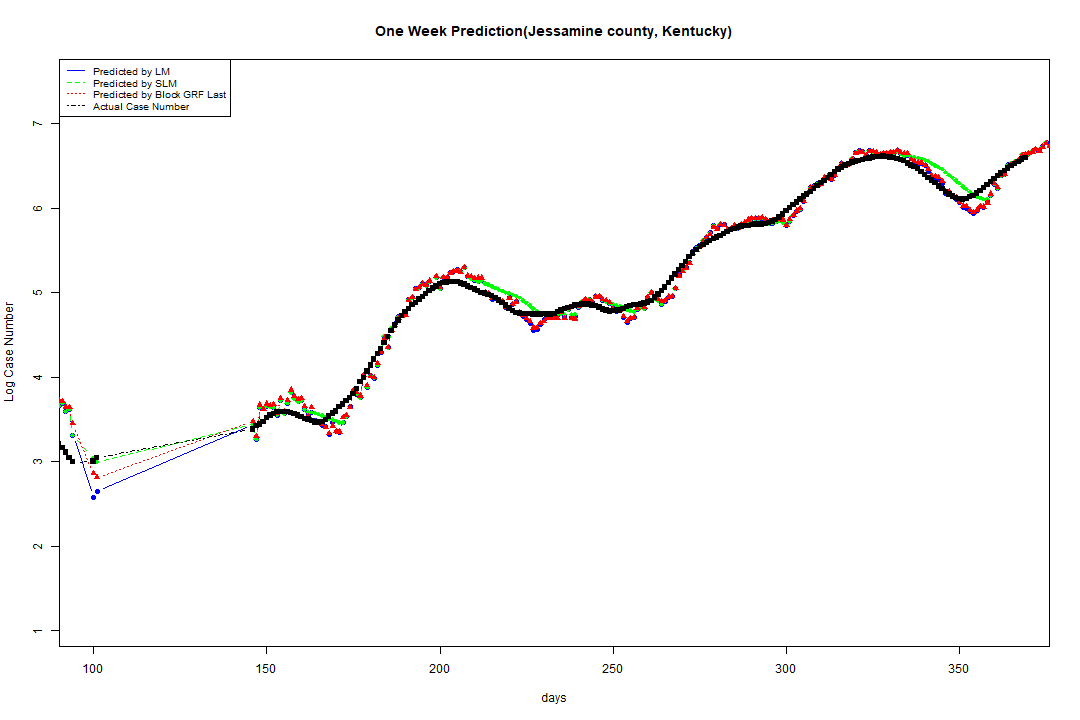 One Week Prediction(Jessamine county, Kentucky)
Predicted by LM
Predicted by SLM
Predicted by Block GRF Last
Actual Case Number
7
6
5
4
3
2
1
Log Case Number
100 150 200 250 300 350
days